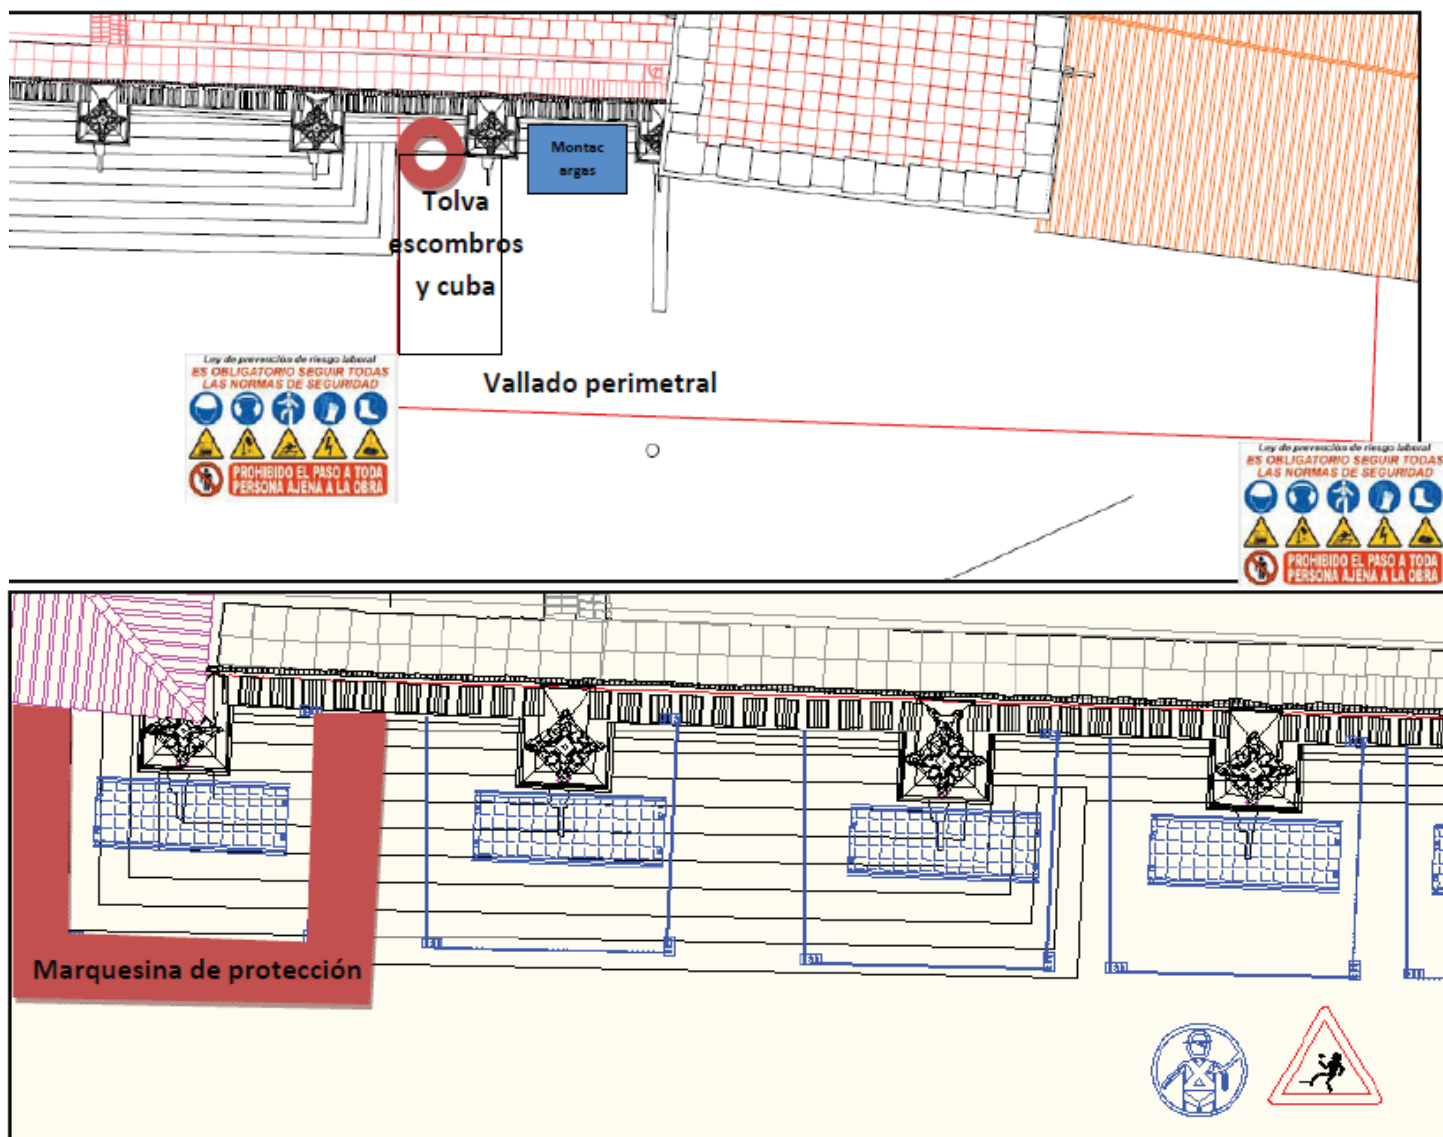 Montac
argas
Tolva
escombros
y cuba
Vallado perimetral
Ley de prevención de riesgo laboral
ES OBLIGATORIO SEGUIR TODAS
LAS NORMAS DE SEGURIDAD
PROHIBIDO EL PASO A TODA
PERSONA AJENA A LA OBRA
Ley de prevención de riesgo laboral
ES OBLIGATORIO SEGUIR TODAS
LAS NORMAS DE SEGURIDAD
PROHIBIDO EL PASO A TODA
PERSONA AJENA A LA OBRA
Marquesina de protección